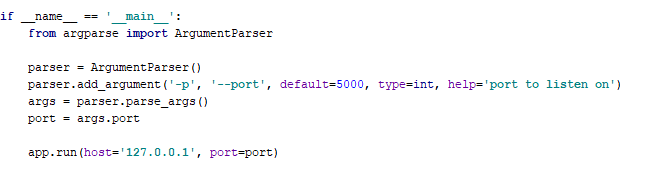 if __name__ == '__main__':
    from argparse import ArgumentParser

    parser = ArgumentParser()
    parser.add_argument('-p', '--port', default=5000, type=int, help='port to listen on')
    args = parser.parse_args()
    port = args.port

    app.run(host='127.0.0.1', port=port)